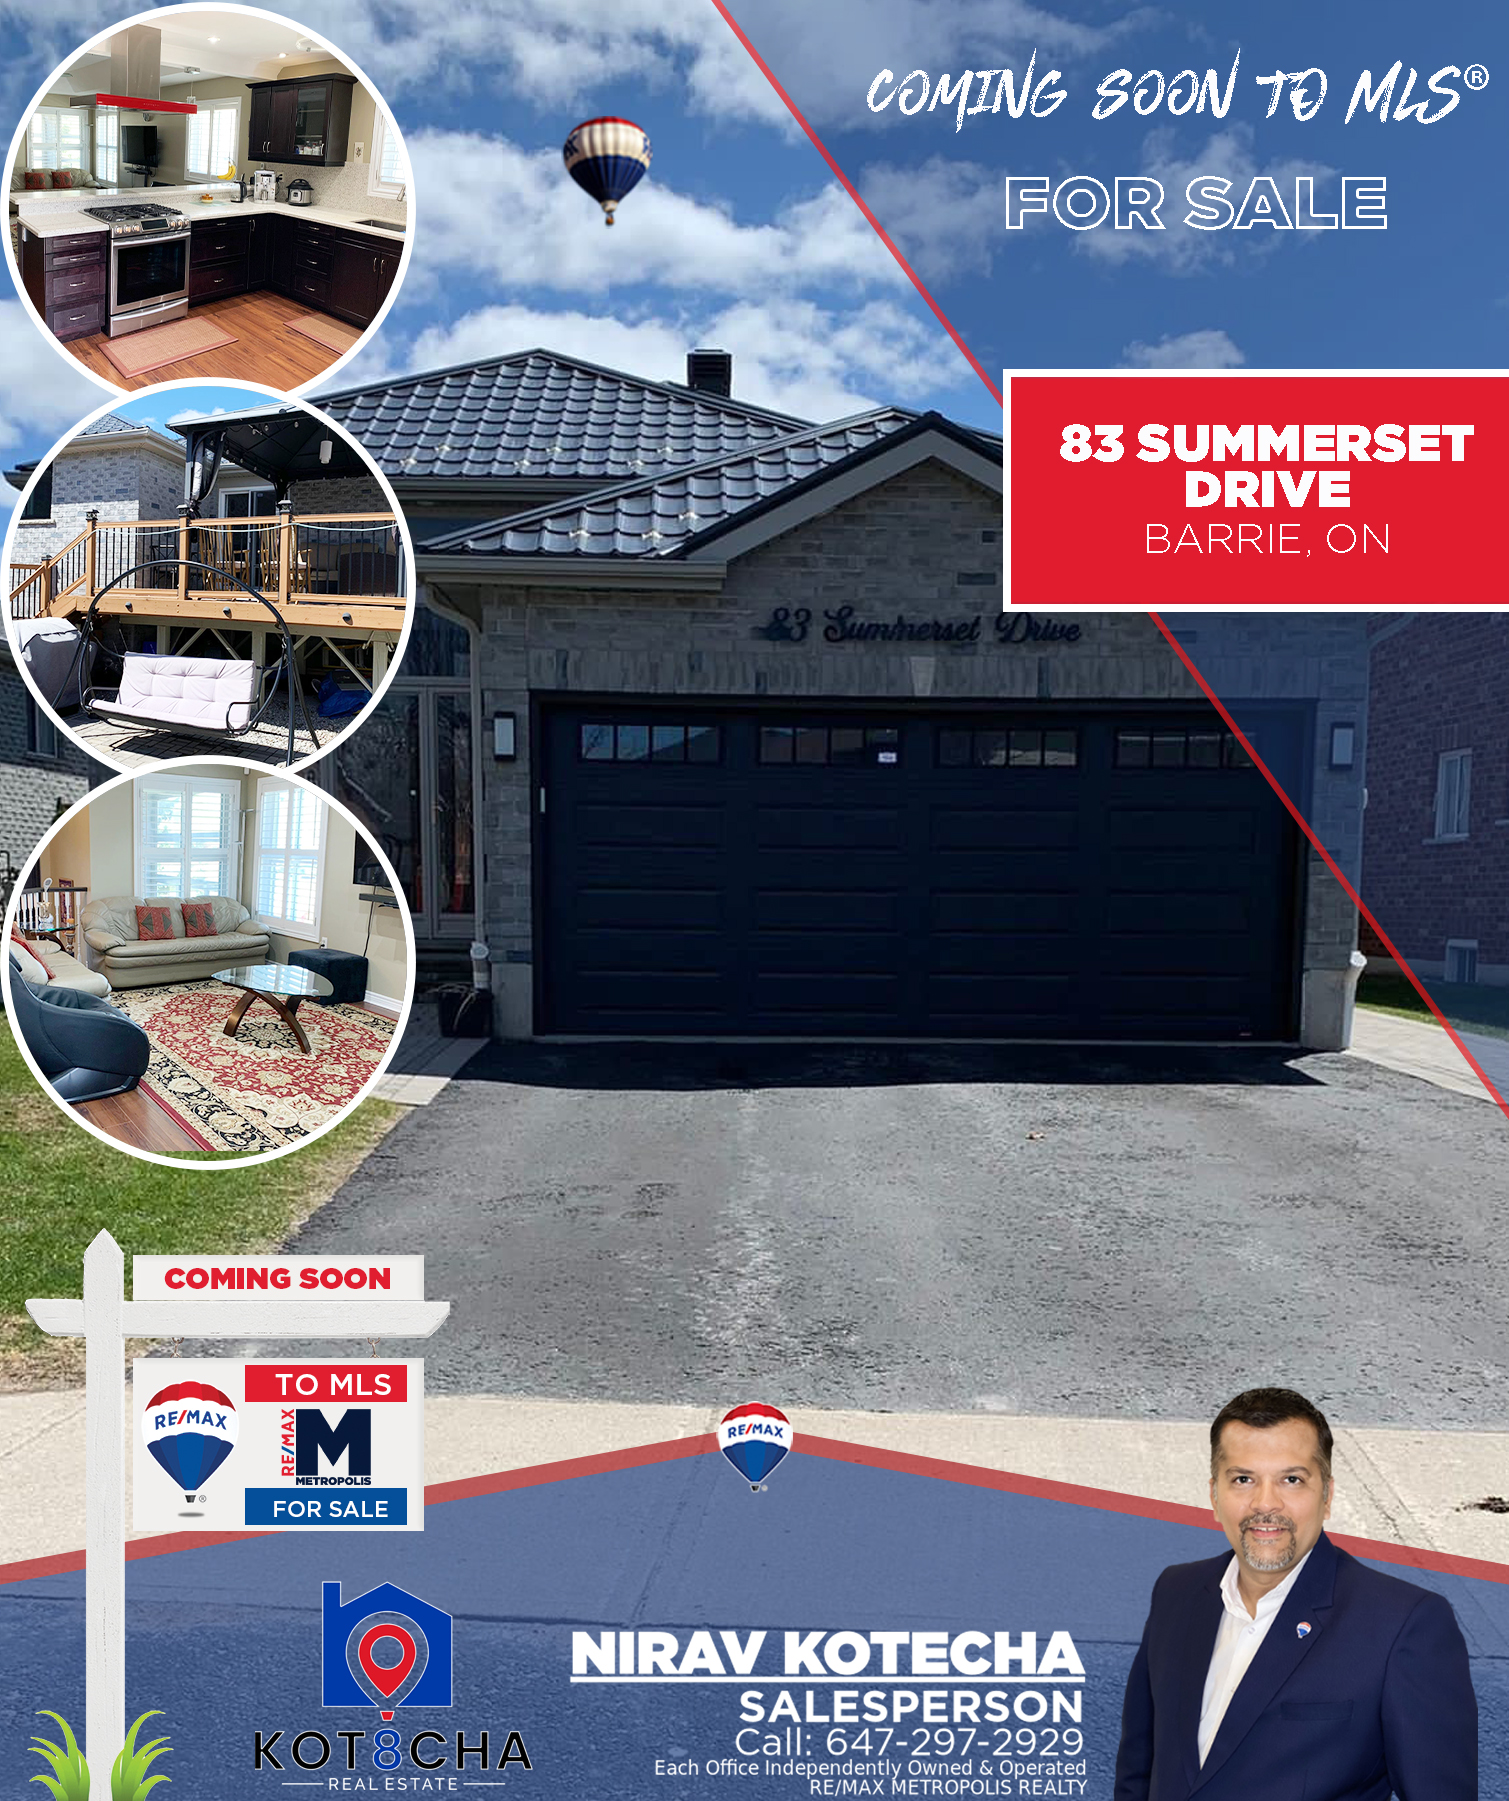 COMING SOON TO MLS®
FOR SALE
83 SUMMERSET
DRIVE
BARRIE, ON
83 Summerset Drive
COMING SOON
TO MLS
RE/MAX
RE/MAX
M
METROPOLIS
®
FOR SALE
RE/MAX
KOT8CHA
REAL ESTATE
NIRAV KOTECHA
SALESPERSON
Call: 647-297-2929
Each Office Independently Owned & Operated
RE/MAX METROPOLIS REALTY